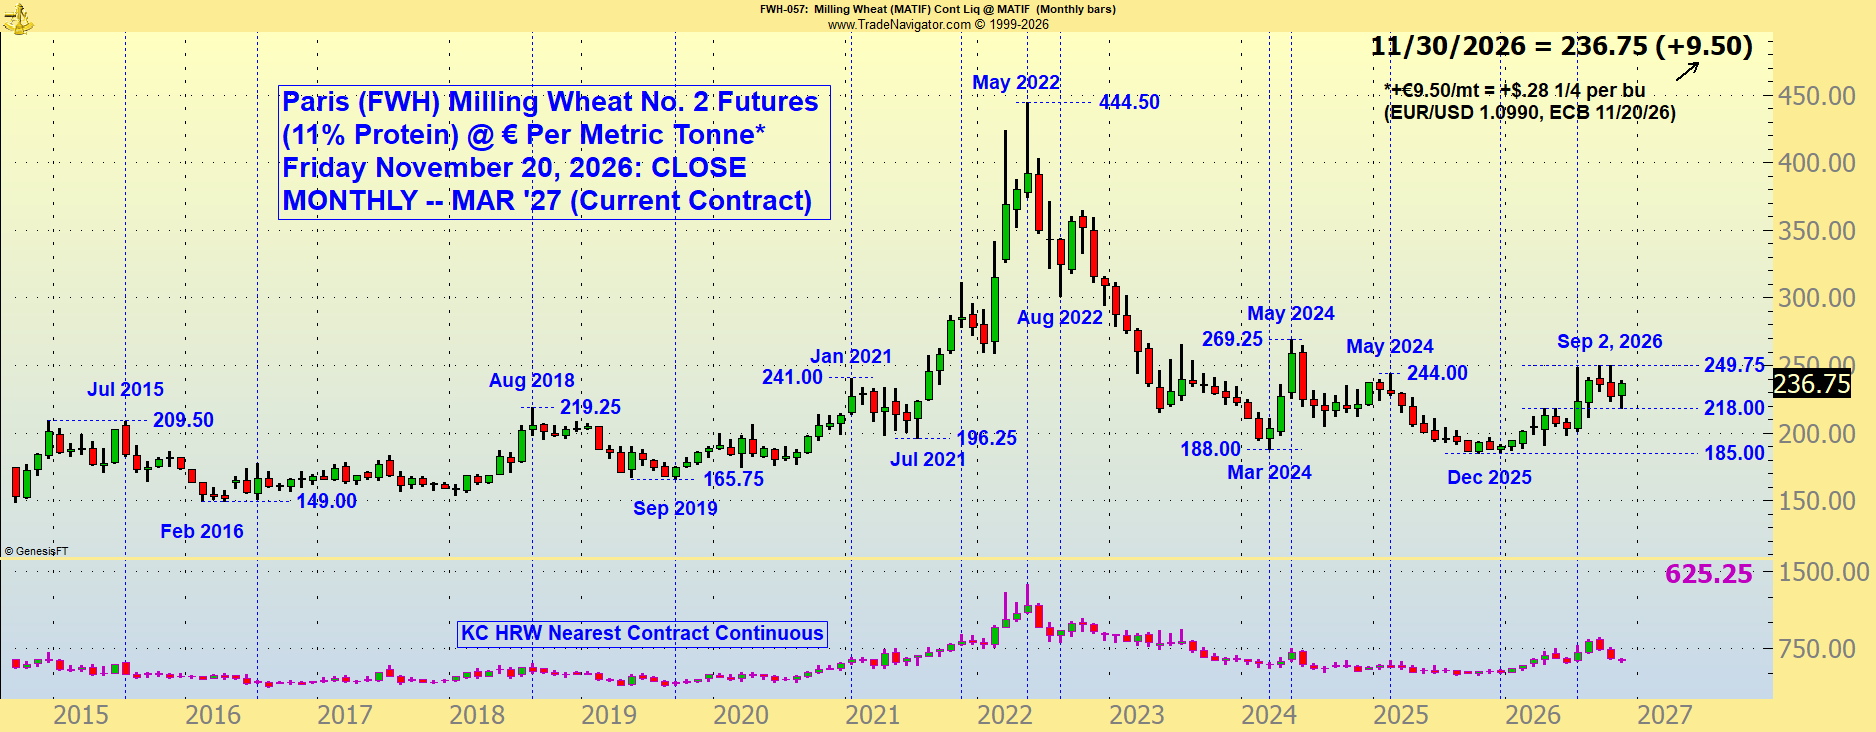 FWH-057:  Milling Wheat (MATIF) Cont Liq @ MATIF  (Monthly bars)
www.TradeNavigator.com © 1999-2026
11/30/2026 = 236.75 (+9.50)
*+€9.50/mt = +$.28 1/4 per bu
(EUR/USD 1.0990, ECB 11/20/26)
Paris (FWH) Milling Wheat No. 2 Futures
(11% Protein) @ € Per Metric Tonne*
Friday November 20, 2026: CLOSE
MONTHLY -- MAR '27 (Current Contract)
May 2022
444.50
Aug 2022
May 2024
269.25
May 2024
244.00
Sep 2, 2026
249.75
236.75
218.00
185.00
Jan 2021
241.00
Aug 2018
219.25
Jul 2015
209.50
196.25
Jul 2021
188.00
Mar 2024
Dec 2025
165.75
Sep 2019
149.00
Feb 2016
450.00
400.00
350.00
300.00
250.00
200.00
150.00
© GenesisFT
625.25
KC HRW Nearest Contract Continuous
1500.00
750.00
2015 2016 2017 2018 2019 2020 2021 2022 2023 2024 2025 2026 2027